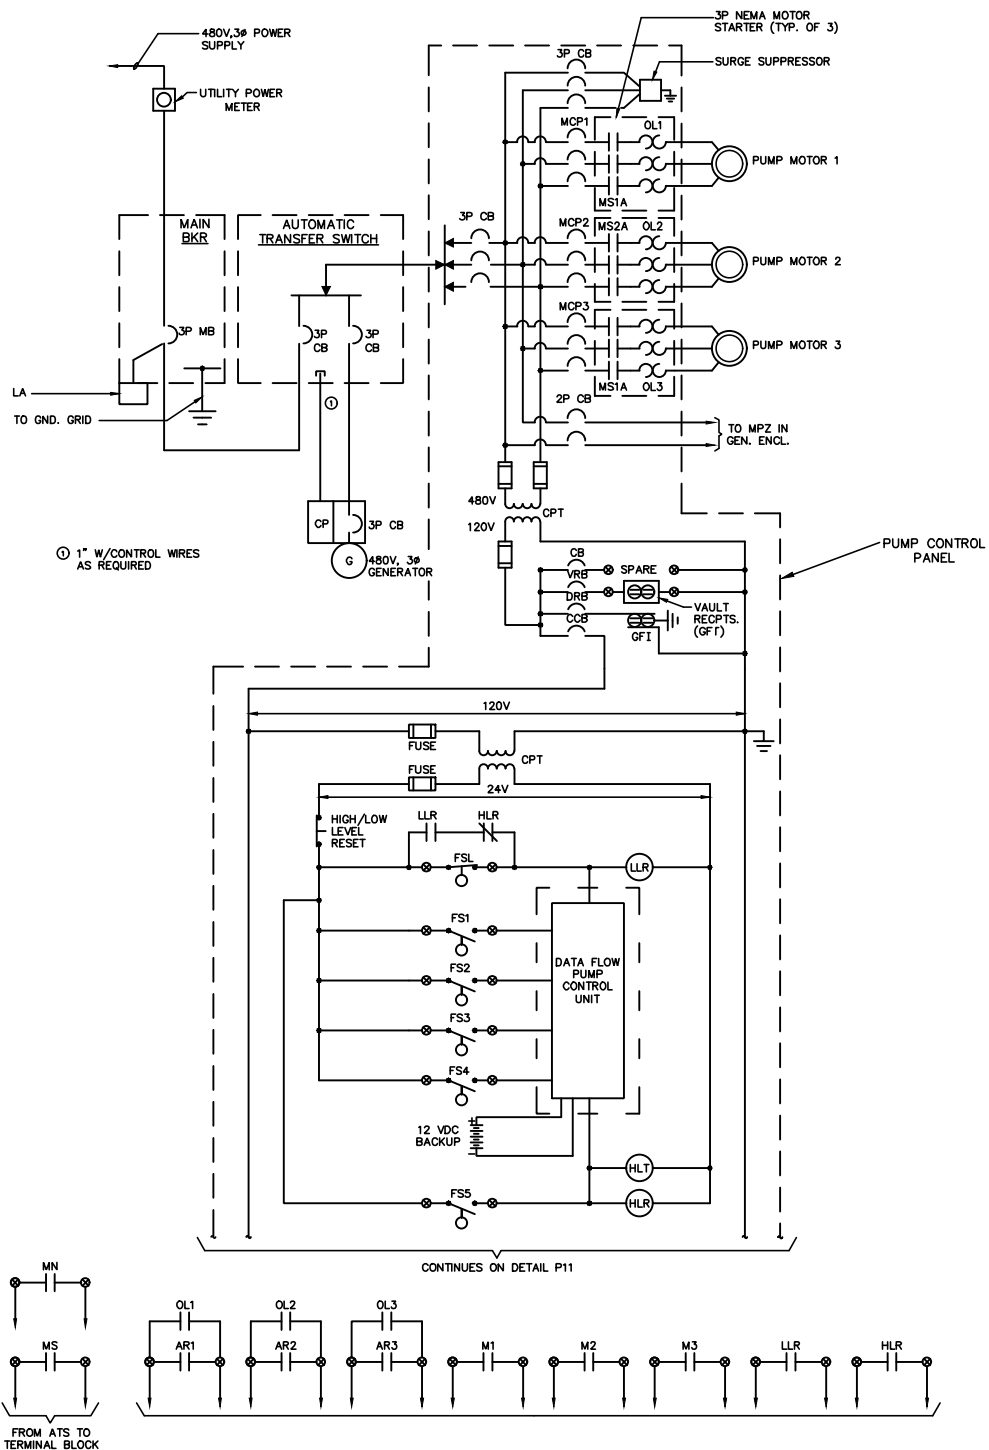 480V,3ø POWER
SUPPLY
UTILITY POWER
METER
3P NEMA MOTOR
STARTER (TYP. OF 3)
3P CB
SURGE SUPPRESSOR
MCP1
OL1
PUMP MOTOR 1
MS1A
MAIN
BKR
AUTOMATIC
TRANSFER SWITCH
3P CB
MCP2
MS2A
OL2
PUMP MOTOR 2
MCP3
3P MB
3P
CB
3P
CB
PUMP MOTOR 3
MS1A
OL3
LA
1
2P CB
TO GND. GRID
TO MPZ IN
GEN. ENCL.
480V
CPT
120V
CP
3P CB
1 1" W/CONTROL WIRES
AS REQUIRED
G
480V, 3ø
GENERATOR
CB
SPARE
VRB
DRB
CCB
GFI
VAULT
RECPTS.
(GFI)
PUMP CONTROL
PANEL
120V
FUSE
CPT
FUSE
24V
HIGH/LOW
LEVEL
RESET
LLR
HLR
FSL
LLR
FS1
FS2
FS3
FS4
DATA FLOW
PUMP
CONTROL
UNIT
12 VDC
BACKUP
+
-
HLT
FS5
HLR
CONTINUES ON DETAIL P11
MN
OL1
OL2
OL3
MS
AR1
AR2
AR3
M1
M2
M3
LLR
HLR
FROM ATS TO
TERMINAL BLOCK